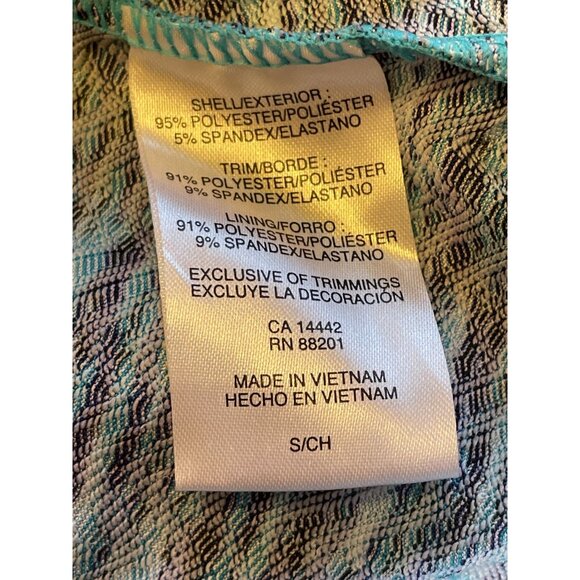 SHELL/EXTERIOR :
95% POLYESTER/POLIÉSTER
5% SPANDEX/ELASTANO
TRIM/BORDE :
91% POLYESTER/POLIÉSTER
9% SPANDEX/ELASTANO
LINING/FORRO :
91% POLYESTER/POLIÉSTER
9% SPANDEX/ELASTANO
EXCLUSIVE OF TRIMMINGS
EXCLUYE LA DECORACIÓN
CA 14442
RN 88201
MADE IN VIETNAM
HECHO EN VIETNAM
S/CH